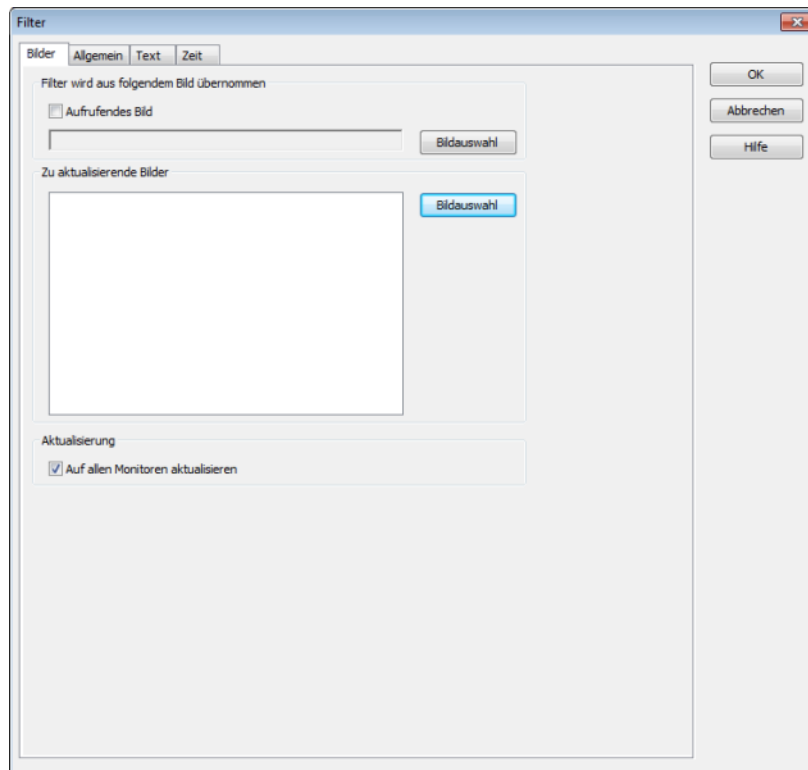 Filter
Bilder Allgemein Text Zeit
Filter wird aus folgendem Bild übernommen
Aufrufendes Bild
Bildauswahl
Zu aktualisierende Bilder
Bildauswahl
Aktualisierung
Auf allen Monitoren aktualisieren
OK
Abbrechen
Hilfe